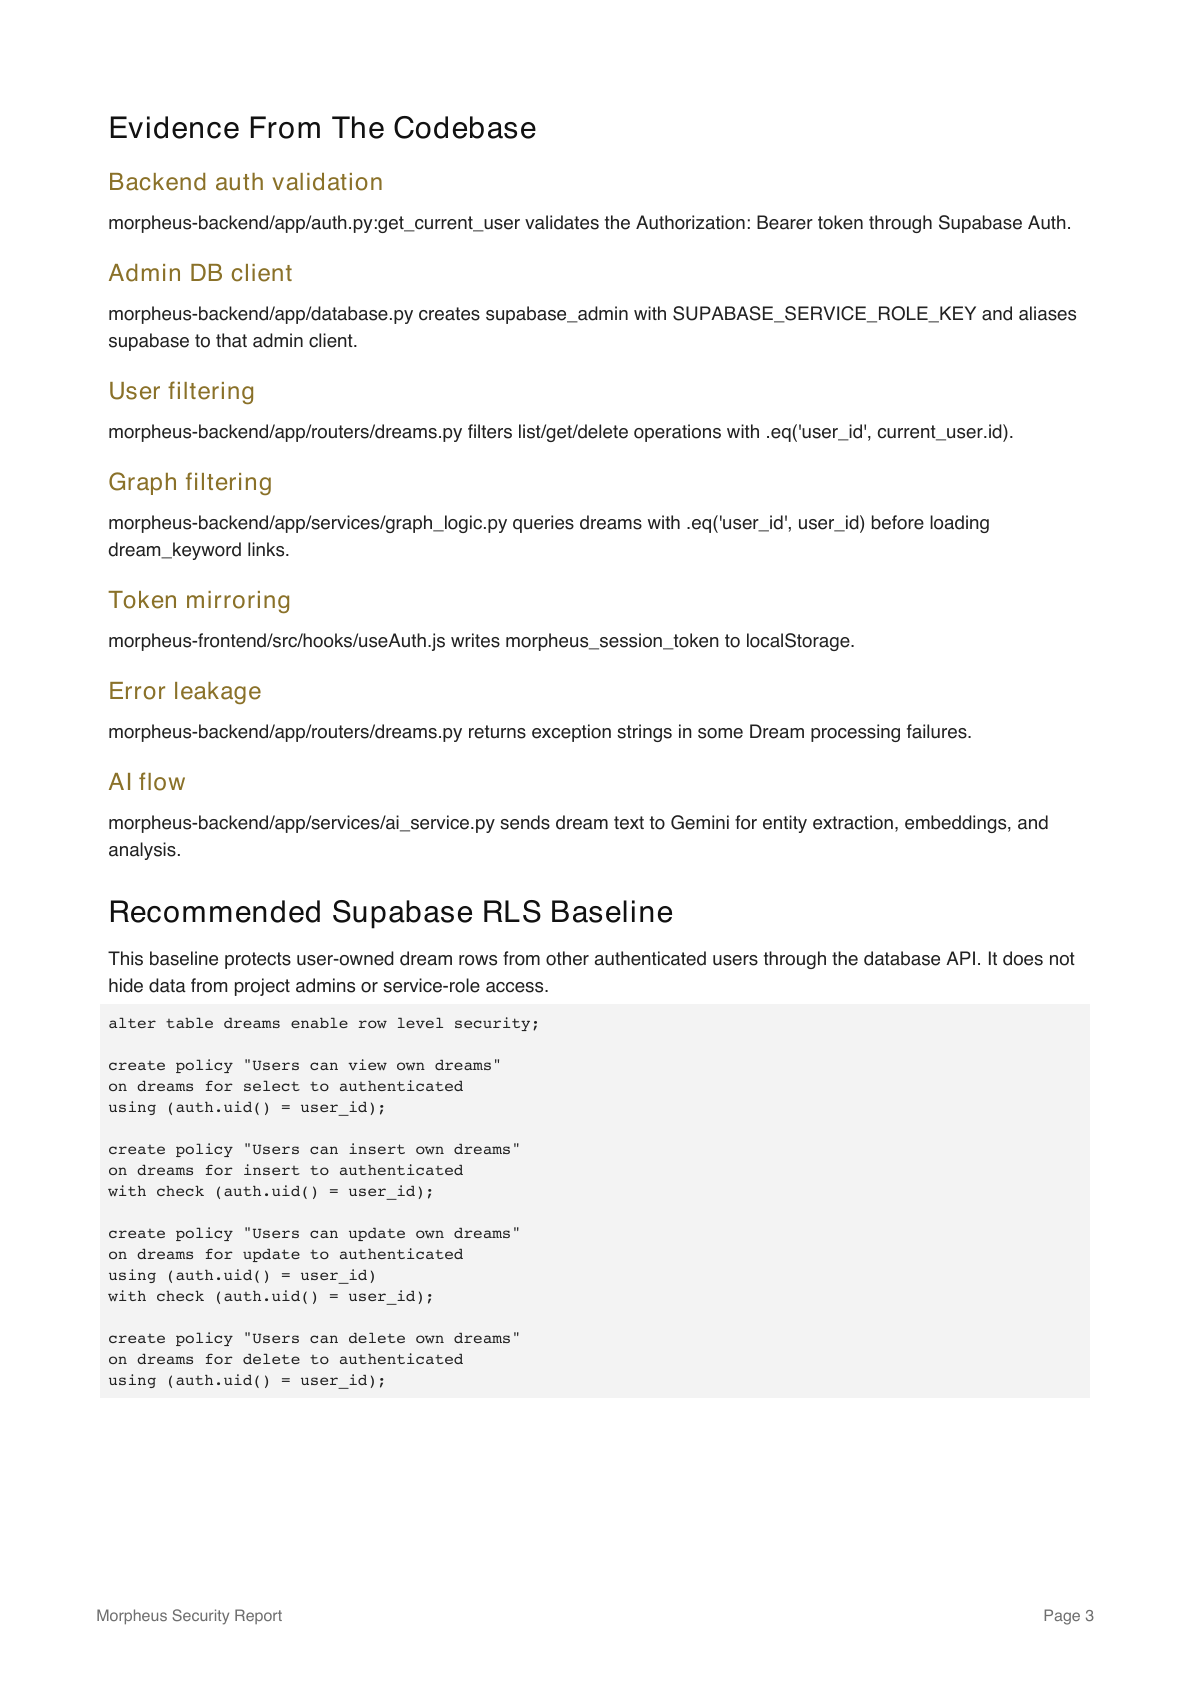 Evidence From The Codebase
Backend auth validation
morpheus-backend/app/auth.py:get_current_user validates the Authorization: Bearer token through Supabase Auth.
Admin DB client
morpheus-backend/app/database.py creates supabase_admin with SUPABASE_SERVICE_ROLE_KEY and aliases
supabase to that admin client.
User filtering
morpheus-backend/app/routers/dreams.py filters list/get/delete operations with .eq('user_id', current_user.id).
Graph filtering
morpheus-backend/app/services/graph_logic.py queries dreams with .eq('user_id', user_id) before loading
dream_keyword links.
Token mirroring
morpheus-frontend/src/hooks/useAuth.js writes morpheus_session_token to localStorage.
Error leakage
morpheus-backend/app/routers/dreams.py returns exception strings in some Dream processing failures.
AI flow
morpheus-backend/app/services/ai_service.py sends dream text to Gemini for entity extraction, embeddings, and
analysis.
Recommended Supabase RLS Baseline
This baseline protects user-owned dream rows from other authenticated users through the database API. It does not
hide data from project admins or service-role access.
alter table dreams enable row level security;
create policy "Users can view own dreams"
on dreams for select to authenticated
using (auth.uid() = user_id);
create policy "Users can insert own dreams"
on dreams for insert to authenticated
with check (auth.uid() = user_id);
create policy "Users can update own dreams"
on dreams for update to authenticated
using (auth.uid() = user_id)
with check (auth.uid() = user_id);
create policy "Users can delete own dreams"
on dreams for delete to authenticated
using (auth.uid() = user_id);
Morpheus Security Report
Page 3